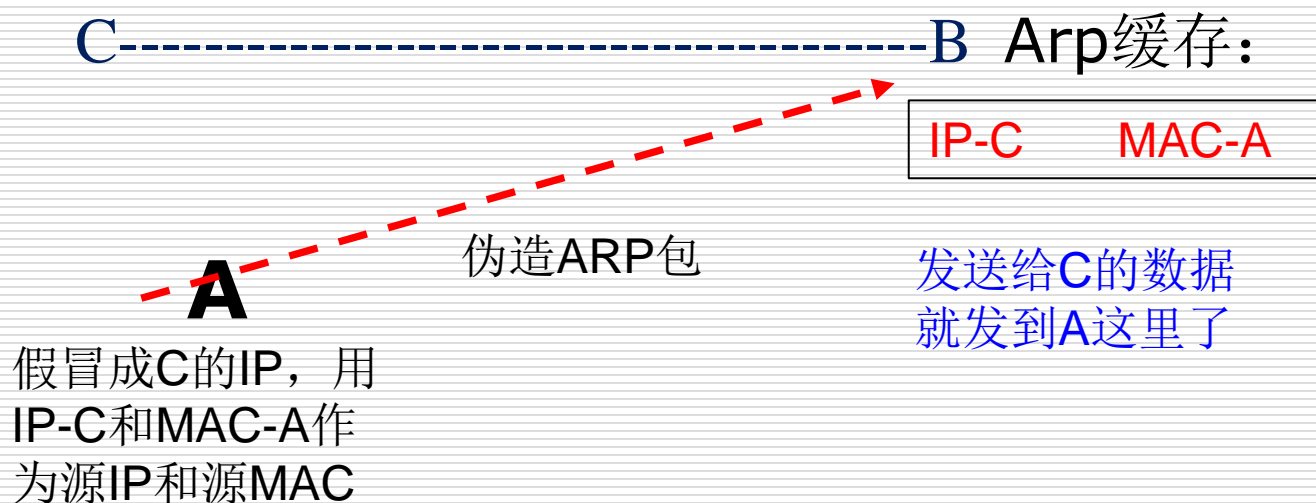 C B Arp缓存：
IP-C MAC-A
伪造ARP包
A
发送给C的数据
就发到A这里了
假冒成C的IP，用
IP-C和MAC-A作
为源IP和源MAC